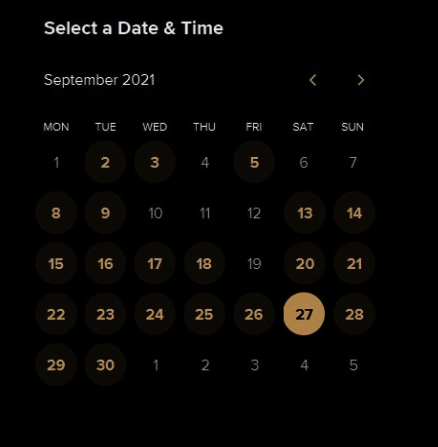 Select a Date & Time
September 2021
MON TUE WED THU FRI SAT SUN
1 2 3 4 5 6 7
8 9 10 11 12 13 14
15 16 17 18 19 20 21
22 23 24 25 26 27 28
29 30 1 2 3 4 5